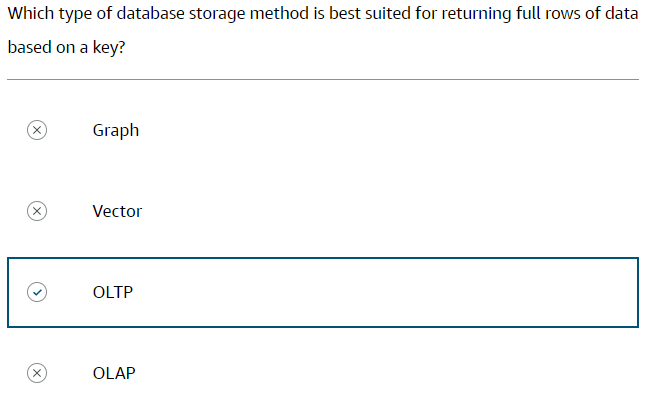 Which type of database storage method is best suited for returning full rows of data
based on a key?
Graph
Vector
OLTP
OLAP